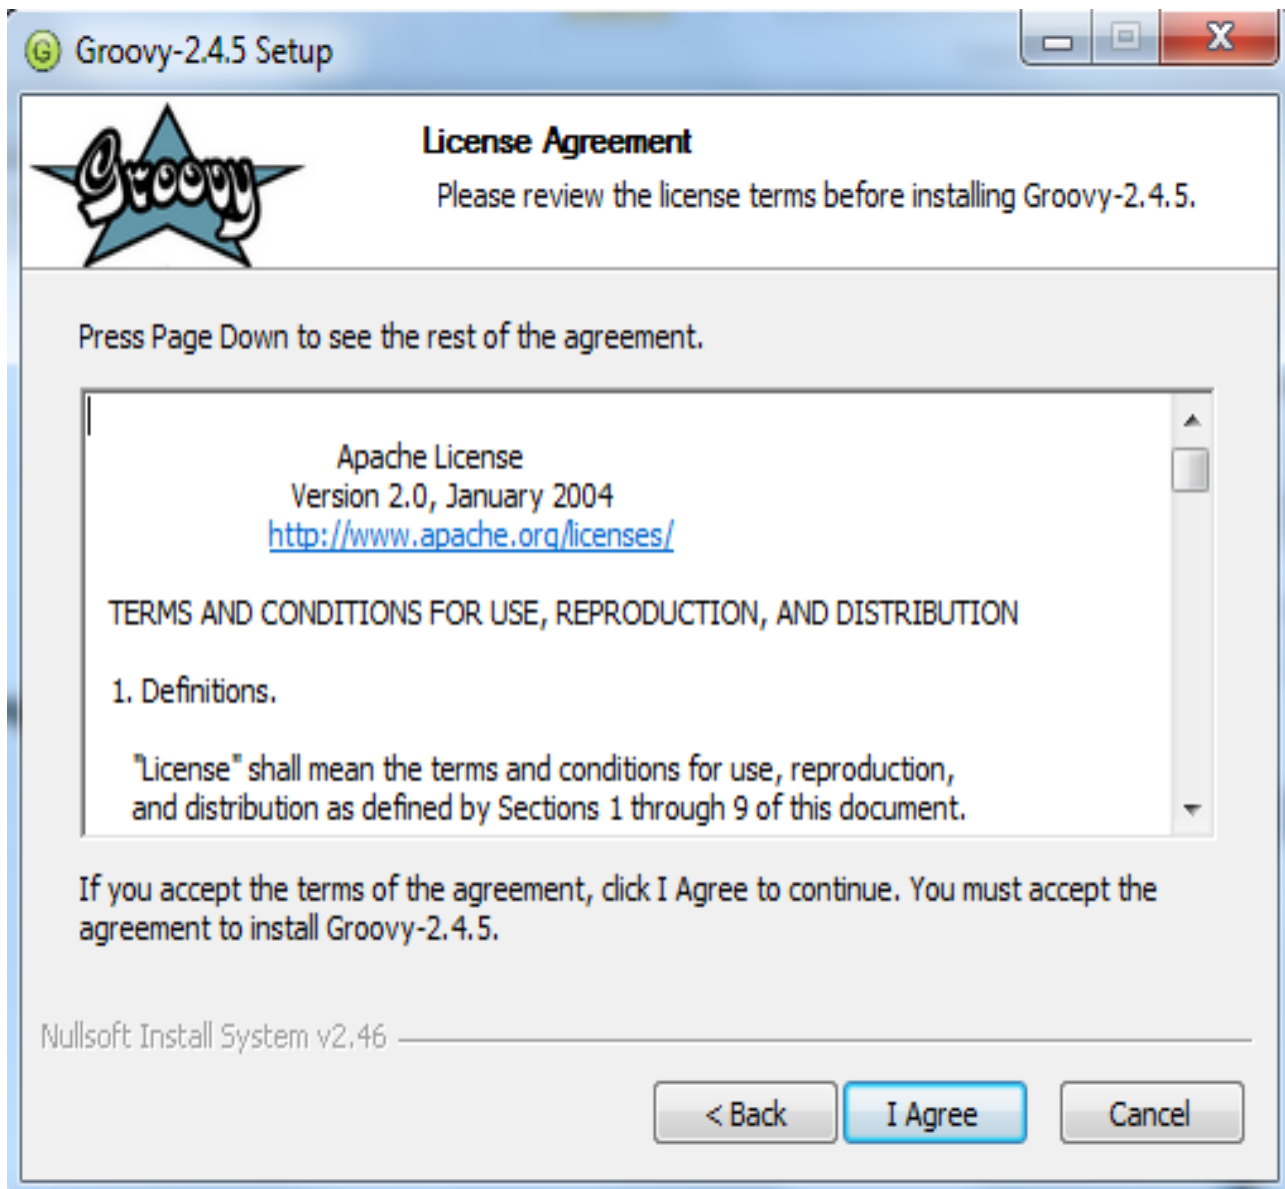 Groovy-2.4.5 Setup
Groovy
License Agreement
Please review the license terms before installing Groovy-2.4.5.
Press Page Down to see the rest of the agreement.
Apache License
Version 2.0, January 2004
http://www.apache.org/licenses/
TERMS AND CONDITIONS FOR USE, REPRODUCTION, AND DISTRIBUTION
1. Definitions.
"License" shall mean the terms and conditions for use, reproduction,
and distribution as defined by Sections 1 through 9 of this document.
If you accept the terms of the agreement, click I Agree to continue. You must accept the
agreement to install Groovy-2.4.5.
Nullsoft Install System v2.46
< Back
I Agree
Cancel